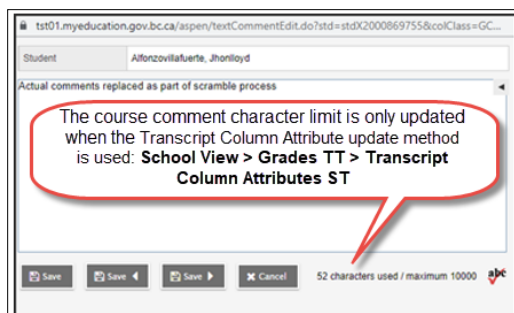 tst01.myeducation.gov.bc.ca/aspen/textCommentEdit.do?std=stdX2000869755&colClass=GC...
Student Alfonzovillafuerte, Jhonlloyd
Actual comments replaced as part of scramble process
The course comment character limit is only updated
when the Transcript Column Attribute update method
is used: School View > Grades TT > Transcript
Column Attributes ST
Save Save Save Cancel 52 characters used / maximum 10000 abc